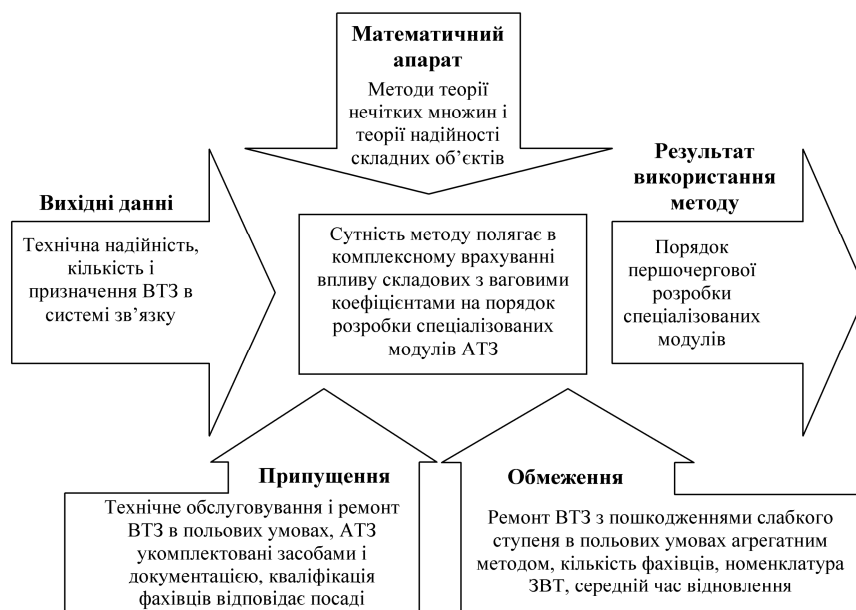 Математичний
апарат
Методи теорії
нечітких множин і
теорії надійності
складних об’єктів
Вихідні данні
Технічна надійність,
кількість і
призначення ВТЗ в
системі зв’язку
Сутність методу полягає в
комплексному врахуванні
впливу складових з ваговими
коефіцієнтами на порядок
розробки спеціалізованих
модулів АТЗ
Результат
використання
методу
Порядок
першочергової
розробки
спеціалізованих
модулів
Припущення
Технічне обслуговування і ремонт
ВТЗ в польових умовах, АТЗ
укомплектовані засобами і
документацією, кваліфікація
фахівців відповідає посаді
Обмеження
Ремонт ВТЗ з пошкодженнями слабкого
ступеня в польових умовах агрегатним
методом, кількість фахівців, номенклатура
ЗВТ, середній час відновлення